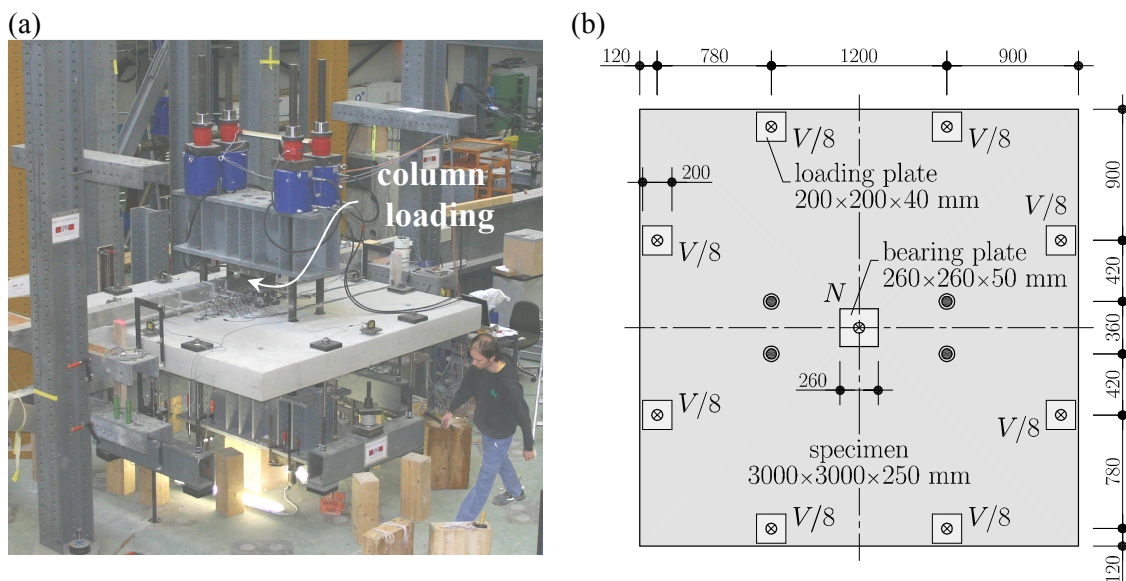 (a)
column
loading
(b)
120
780
1200
900
V/8
V/8
loading plate
200×200×40 mm
200
V/8
V/8
bearing plate
260×260×50 mm
N
260
V/8
V/8
specimen
3000×3000×250 mm
V/8
V/8
900
420
360
420
780
120